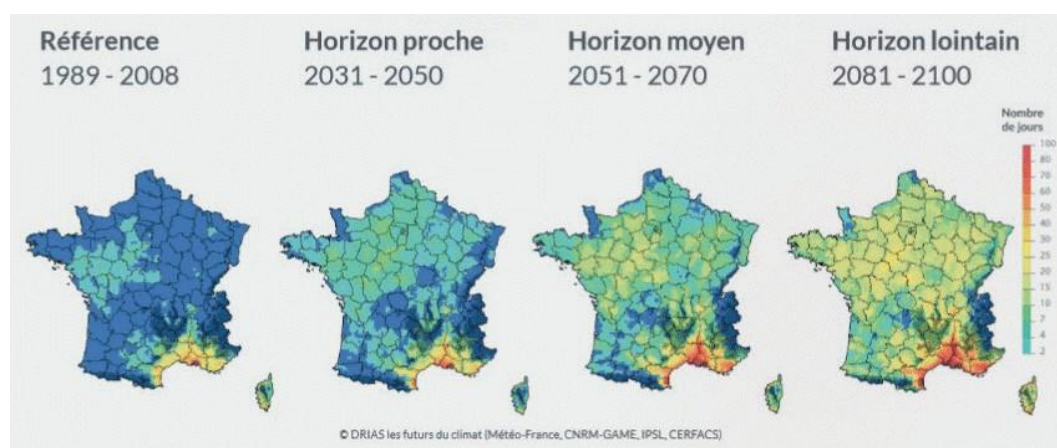 Référence
1989 - 2008
Horizon proche
2031 - 2050
Horizon moyen
2051 - 2070
Horizon lointain
2081 - 2100
Nombre
de jours
100
80
60
50
40
30
25
20
15
10
7
4
2
© DRIAS les futurs du climat (Météo-France, CNRM-GAME, IPSL, CERFACS)